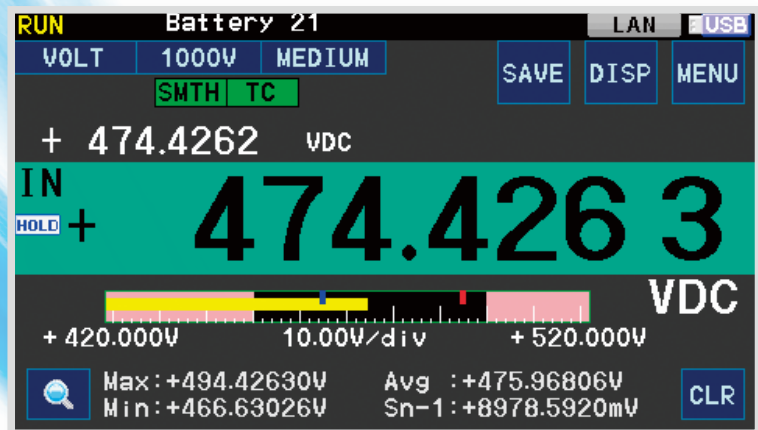 RUN Battery 21 LAN USB
VOLT 1000V MEDIUM SAVE DISP MENU
SMTH TC
+ 474.4262 VDC
IN
HOLD + 474.426 3
VDC
+ 420.000V 10.00V/div + 520.000V
Max:+494.42630V Avg :+475.96806V
Min:+466.63026V Sn-1:+8978.5920mV
CLR